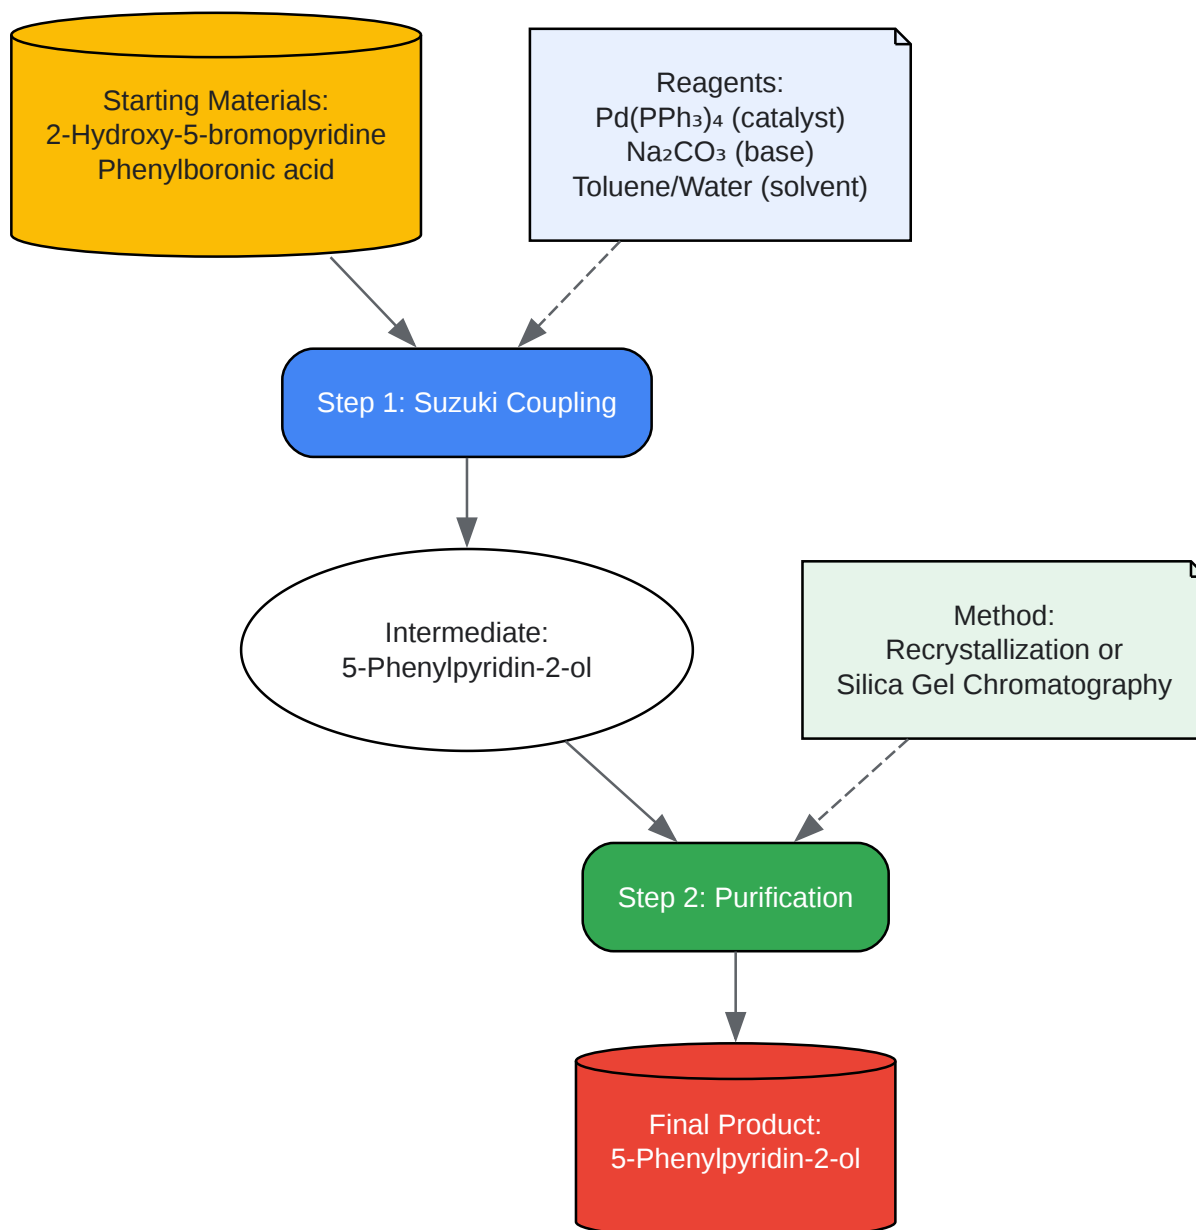 Starting Materials:
2-Hydroxy-5-bromopyridine
Phenylboronic acid
Reagents:
Pd(PPh₃)₄ (catalyst)
Na₂CO₃ (base)
Toluene/Water (solvent)
Step 1: Suzuki Coupling
Intermediate:
5-Phenylpyridin-2-ol
Method:
Recrystallization or
Silica Gel Chromatography
Step 2: Purification
Final Product:
5-Phenylpyridin-2-ol